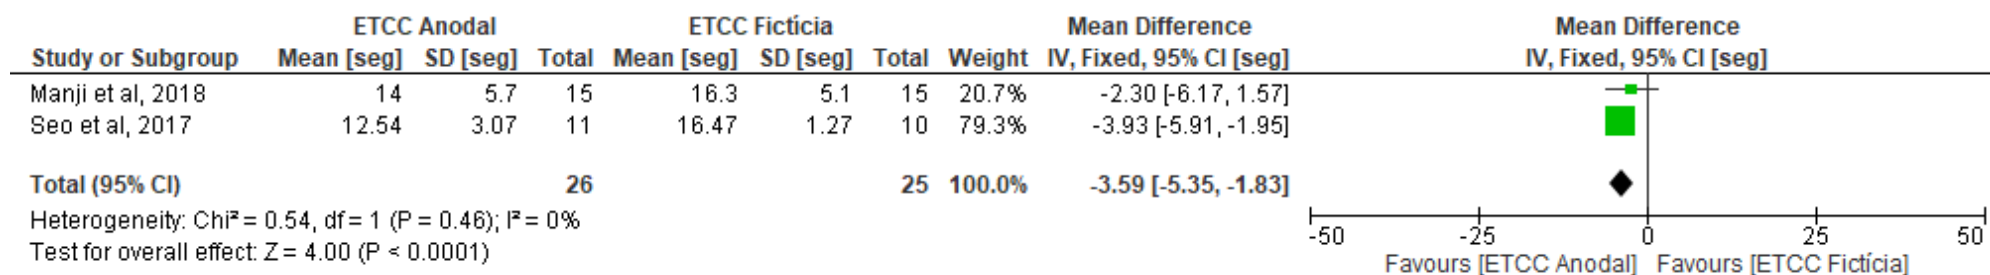 ETCC Anodal ETCC Fictícia Mean Difference Mean Difference
Study or Subgroup Mean [seg] SD [seg] Total Mean [seg] SD [seg] Total Weight IV, Fixed, 95% CI [seg] IV, Fixed, 95% CI [seg]
Manji et al, 2018 14 5.7 15 16.3 5.1 15 20.7% -2.30 [-6.17, 1.57]
Seo et al, 2017 12.54 3.07 11 16.47 1.27 10 79.3% -3.93 [-5.91, -1.95]
Total (95% CI) 26 25 100.0% -3.59 [-5.35, -1.83]
Heterogeneity: Chi² = 0.54, df = 1 (P = 0.46); I² = 0%
Test for overall effect: Z = 4.00 (P < 0.0001)
-50 -25 0 25 50
Favours [ETCC Anodal] Favours [ETCC Fictícia]